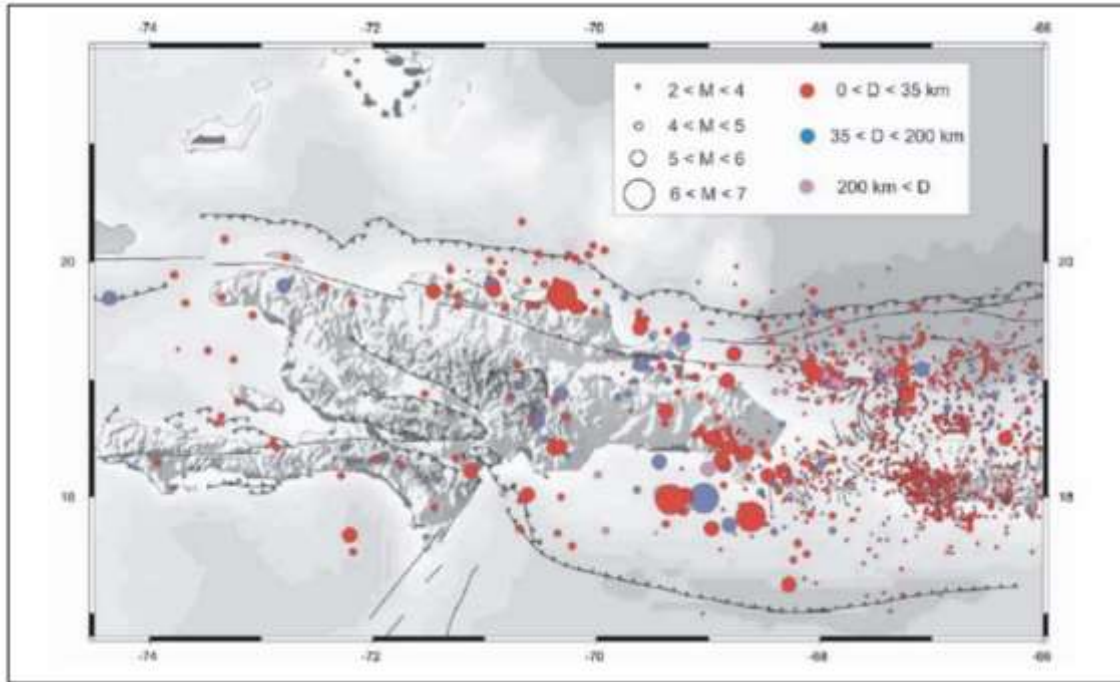 -74 -72 -70 -68 -66
2 < M < 4 0 < D < 35 km
4 < M < 5 35 < D < 200 km
5 < M < 6 200 km < D
6 < M < 7
20 20
18 18
-74 -72 -70 -68 -66